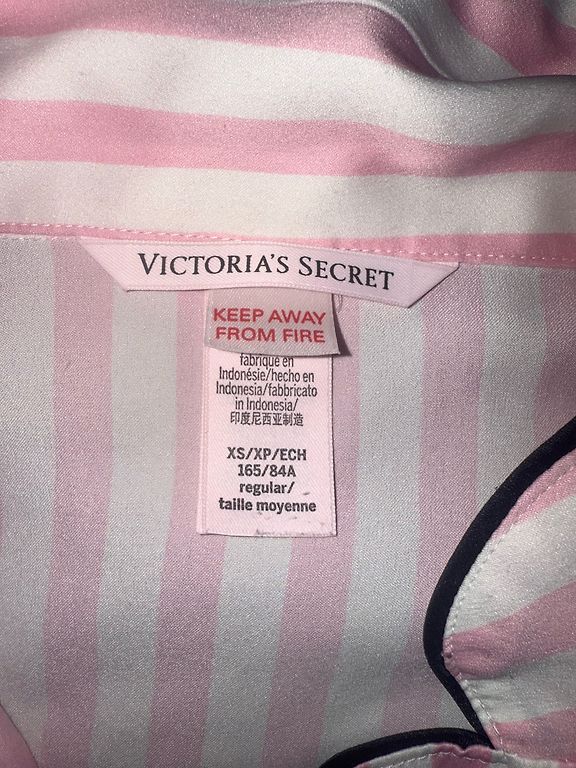 VICTORIA'S SECRET
KEEP AWAY
FROM FIRE
fabriqué en
Indonésie/hecho en
Indonesia/fabbricato
in Indonesia/
印度尼西亚制造
XS/XP/ECH
165/84A
regular/
taille moyenne